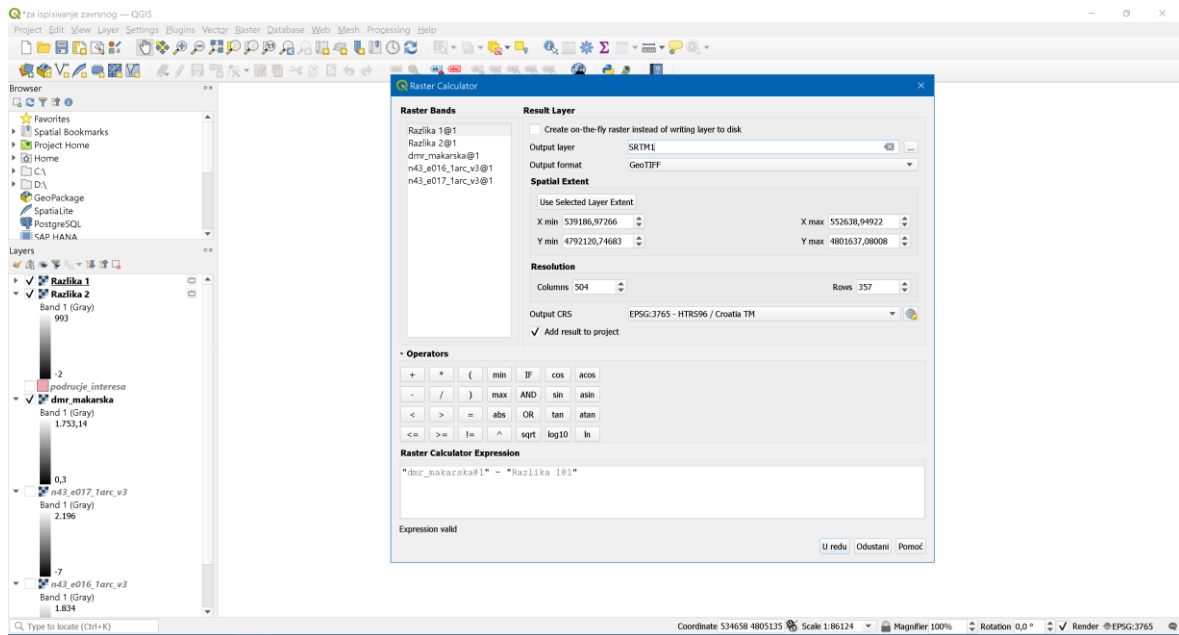 *za ispisivanje zavrsnog — QGIS
Project Edit View Layer Settings Plugins Vector Raster Database Web Mesh Processing Help
Browser
Favorites
Spatial Bookmarks
Project Home
Home
C:\
D:\
GeoPackage
SpatiaLite
PostgreSQL
SAP HANA
Layers
Razlika 1
Razlika 2
Band 1 (Gray)
993
-2
podrucje_interesa
dmr_makarska
Band 1 (Gray)
1.753,14
0,3
n43_e017_1arc_v3
Band 1 (Gray)
2.196
-7
n43_e016_1arc_v3
Band 1 (Gray)
1.834
Raster Calculator
Raster Bands
Razlika 1@1
Razlika 2@1
dmr_makarska@1
n43_e016_1arc_v3@1
n43_e017_1arc_v3@1
Result Layer
Create on-the-fly raster instead of writing layer to disk
Output layer SRTM1 ...
Output format GeoTIFF
Spatial Extent
Use Selected Layer Extent
X min 539186,97266 X max 552638,94922
Y min 4792120,74683 Y max 4801637,08008
Resolution
Columns 504 Rows 357
Output CRS EPSG:3765 - HTRS96 / Croatia TM
Add result to project
Operators
+ * ( min IF cos acos
- / ) max AND sin asin
< > = abs OR tan atan
<= >= != ^ sqrt log10 ln
Raster Calculator Expression
"dmr_makarska@1" - "Razlika 1@1"
Expression valid
U redu Odustani Pomoć
Type to locate (Ctrl+K) Coordinate 534658 4805135 Scale 1:86124 Magnifier 100% Rotation 0,0 ° Render EPSG:3765